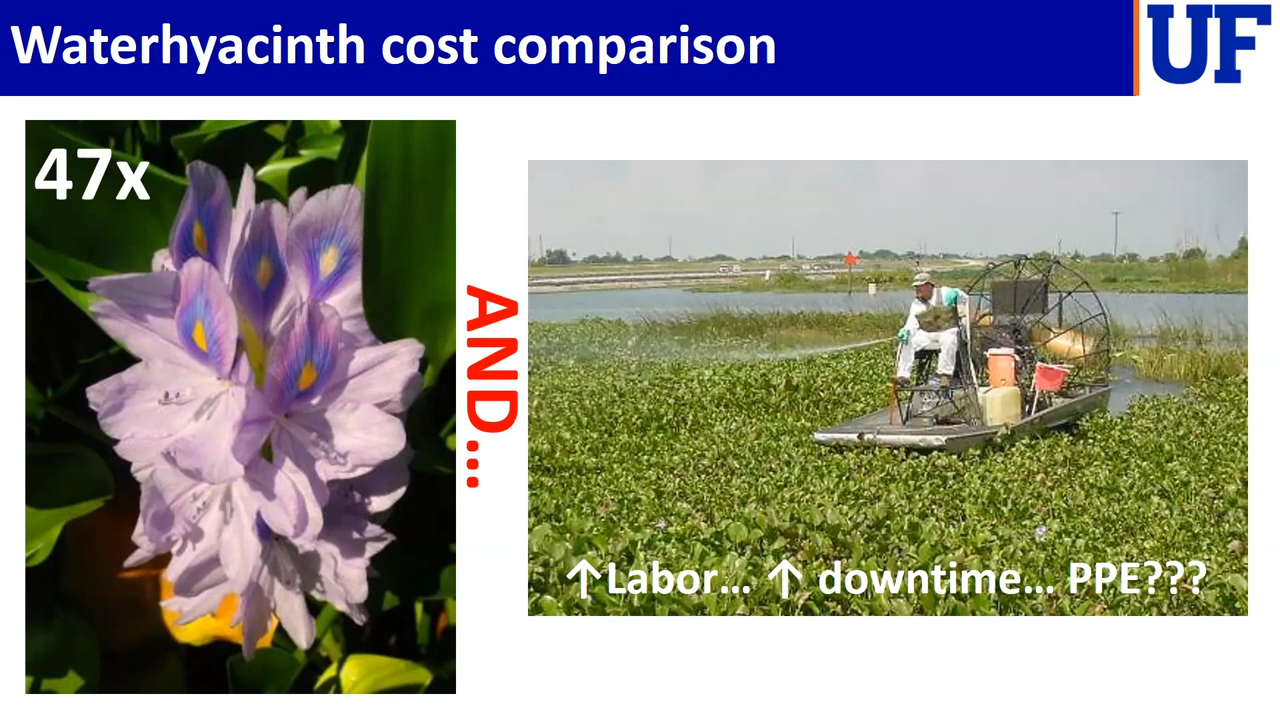 Waterhyacinth cost comparison
UF
47x
AND...
↑Labor... ↑ downtime... PPE???